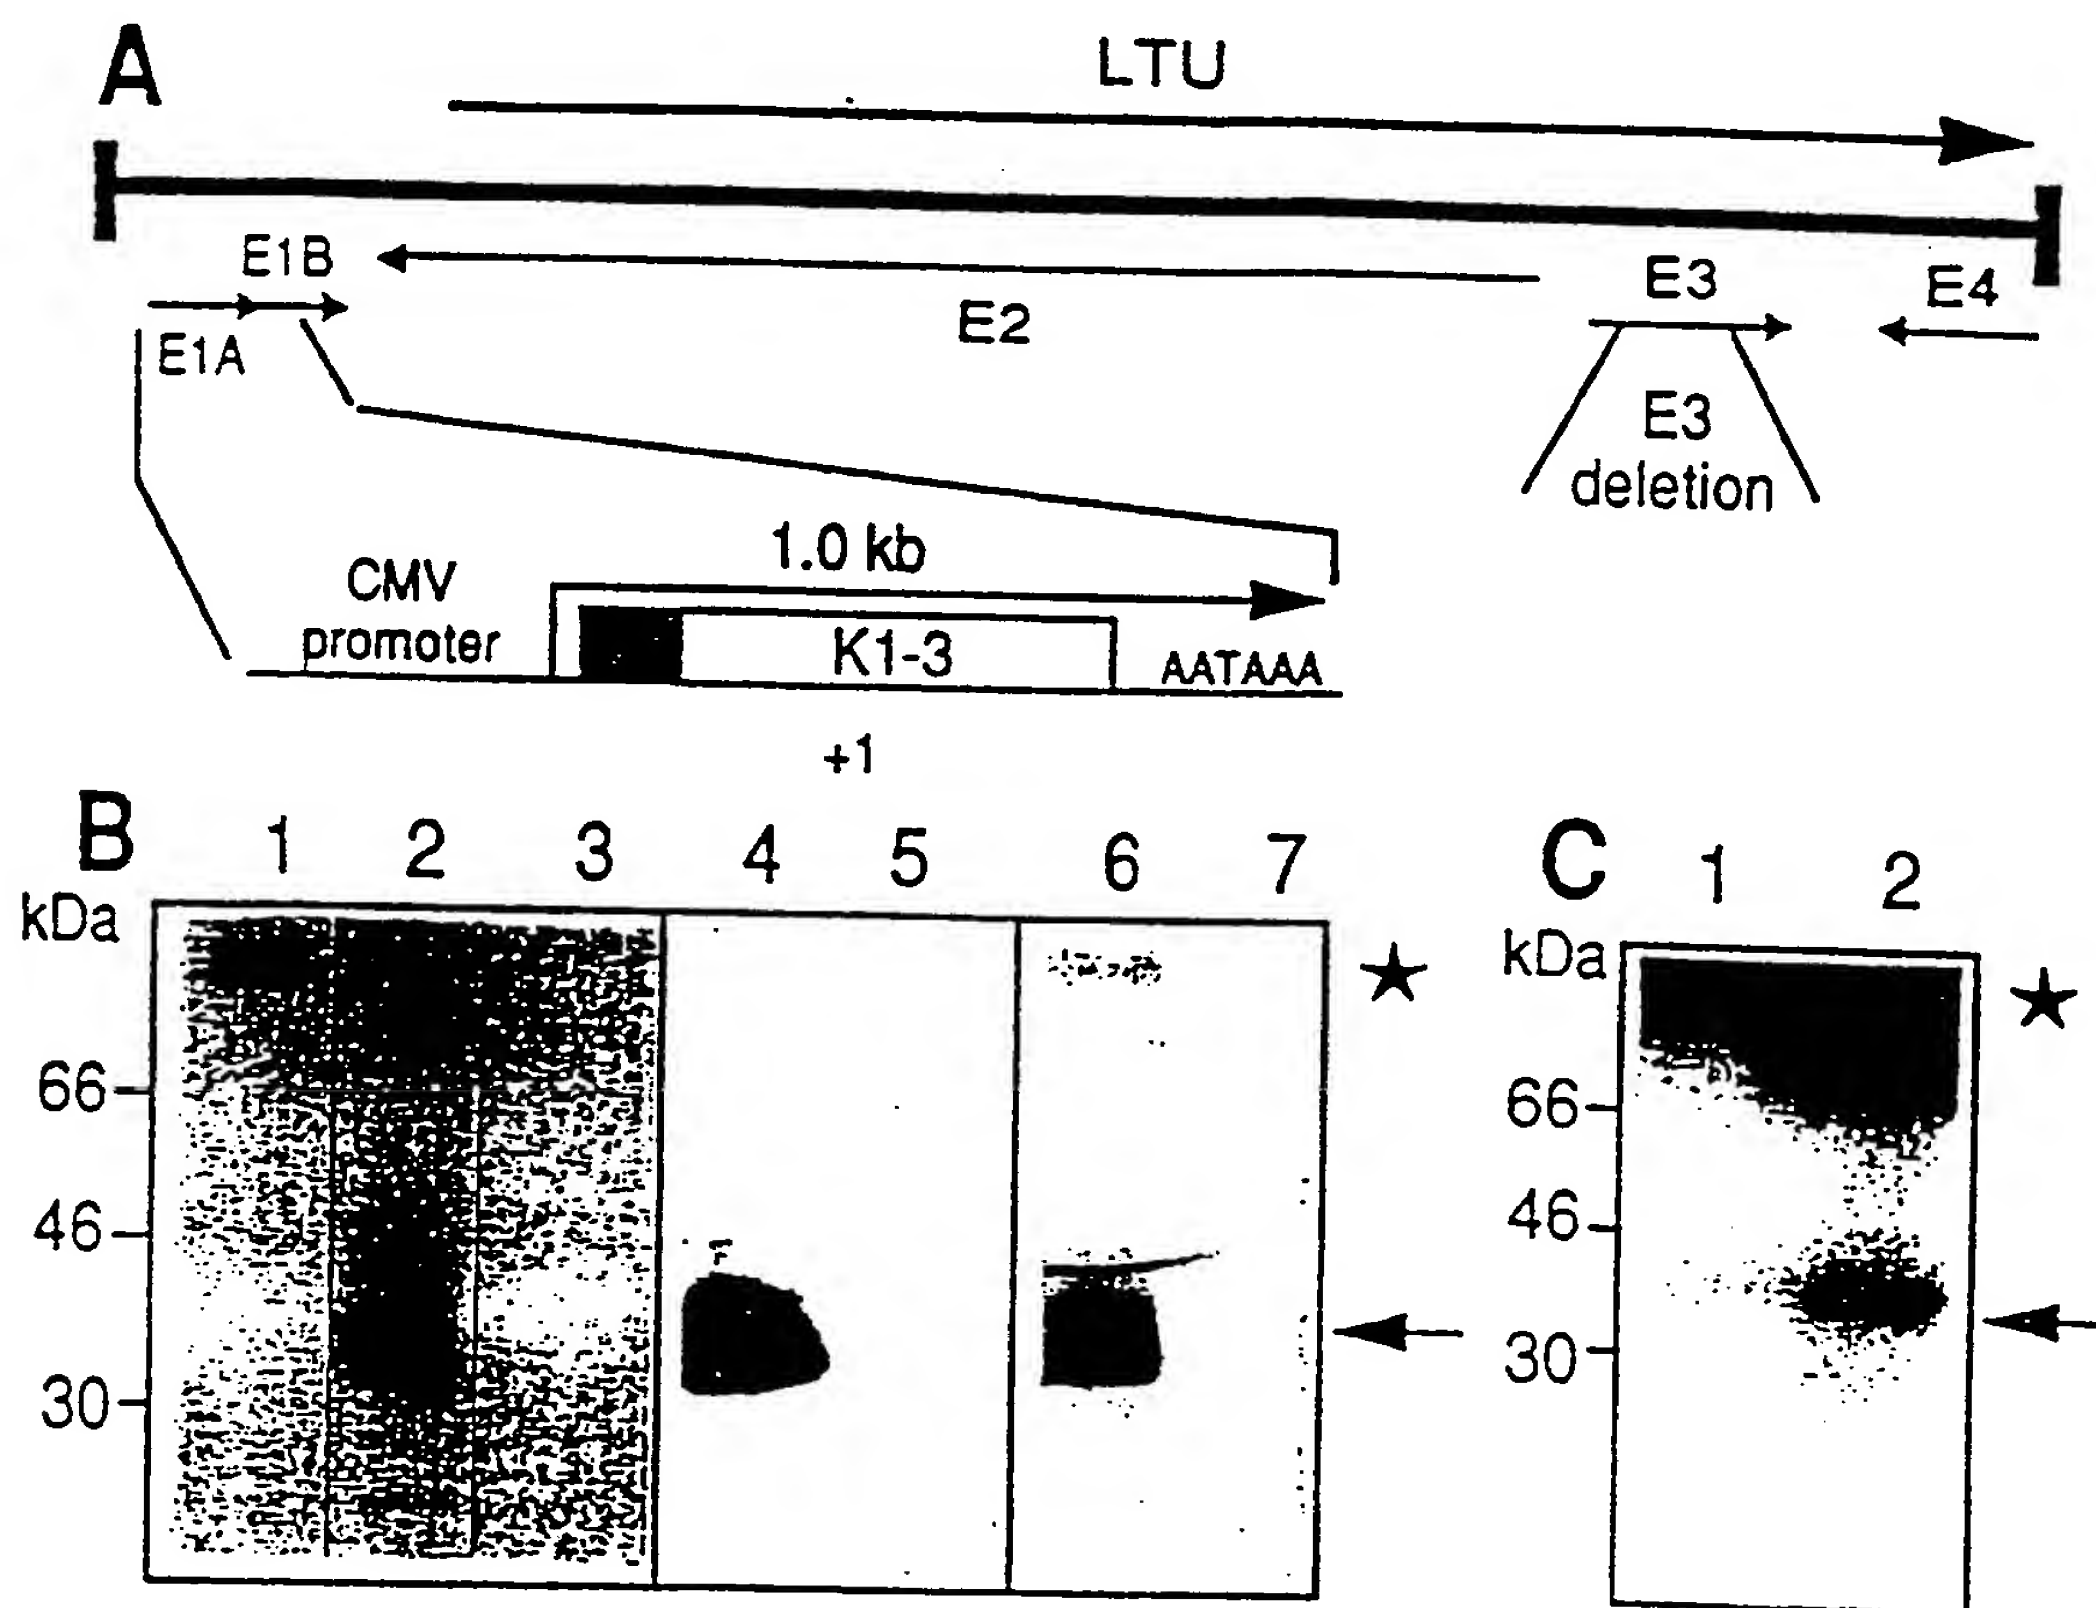 A
LTU
E1B
E1A
E2
E3
E4
E3
deletion
1.0 kb
CMV
promoter
K1-3
AATAAA
+1
B
1 2 3 4 5 6 7
kDa
66
46
30
C
1 2
kDa
66
46
30